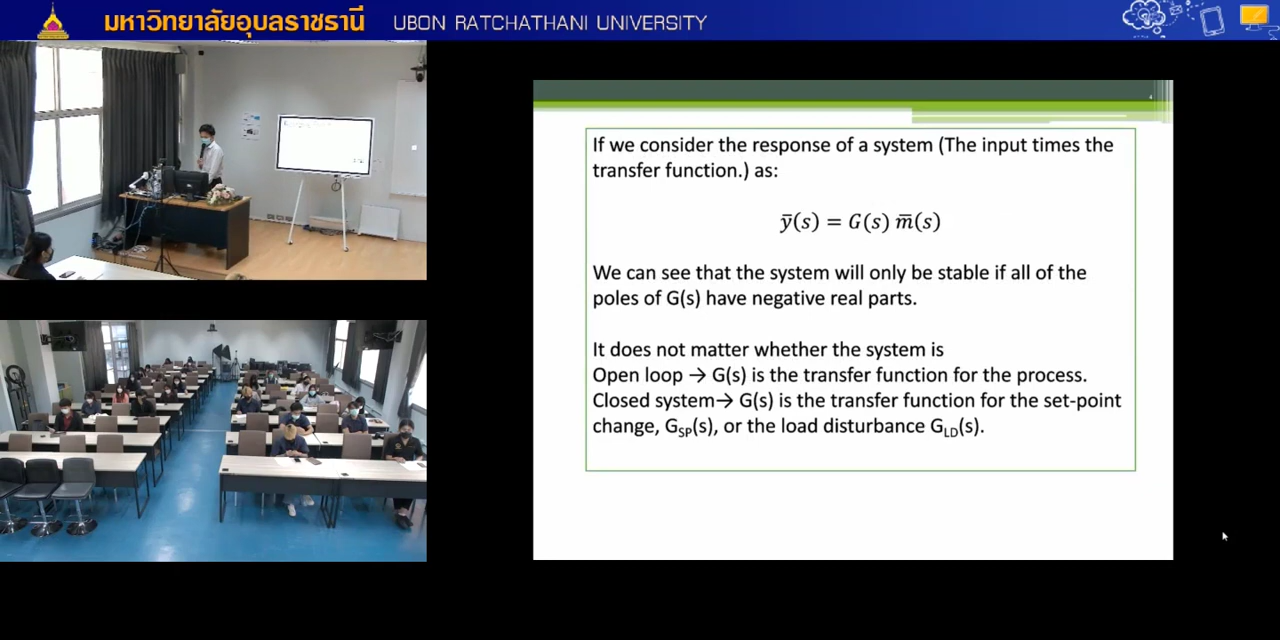 มหาวิทยาลัยอุบลราชธานี UBON RATCHATHANI UNIVERSITY
4
If we consider the response of a system (The input times the
transfer function.) as:
ȳ(s) = G(s) m̄(s)
We can see that the system will only be stable if all of the
poles of G(s) have negative real parts.
It does not matter whether the system is
Open loop → G(s) is the transfer function for the process.
Closed system→ G(s) is the transfer function for the set-point
change, G_SP(s), or the load disturbance G_LD(s).